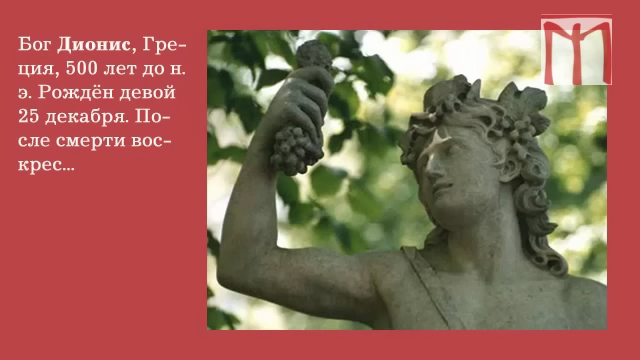 Бог Дионис, Гре-
ция, 500 лет до н.
э. Рождён девой
25 декабря. По-
сле смерти вос-
крес...